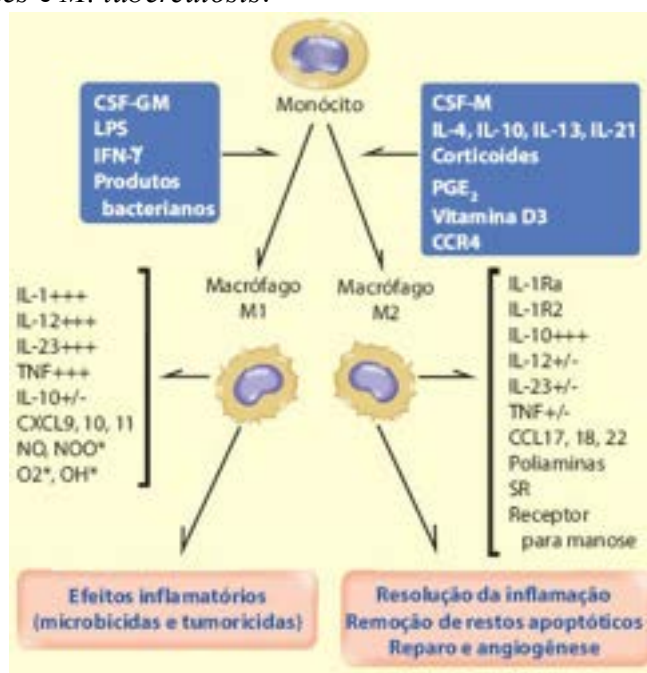 es e M. tuberculosis.
Monócito
CSF-GM
LPS
IFN-γ
Produtos
bacterianos
CSF-M
IL-4, IL-10, IL-13, IL-21
Corticoides
PGE₂
Vitamina D3
CCR4
Macrófago
M1
Macrófago
M2
IL-1+++
IL-12+++
IL-23+++
TNF+++
IL-10+/-
CXCL9, 10, 11
NO, NOO*
O2*, OH*
IL-1Ra
IL-1R2
IL-10+++
IL-12+/-
IL-23+/-
TNF+/-
CCL17, 18, 22
Poliaminas
SR
Receptor
para manose
Efeitos inflamatórios
(microbicidas e tumoricidas)
Resolução da inflamação
Remoção de restos apoptóticos
Reparo e angiogênese